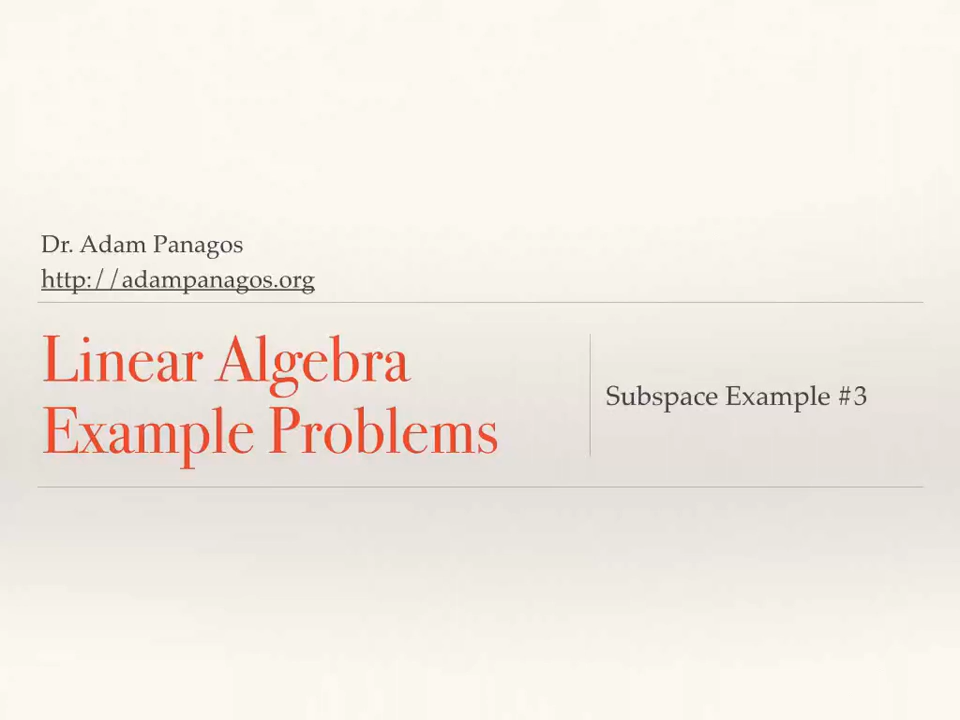 Dr. Adam Panagos
http://adampanagos.org
Linear Algebra
Example Problems
Subspace Example #3